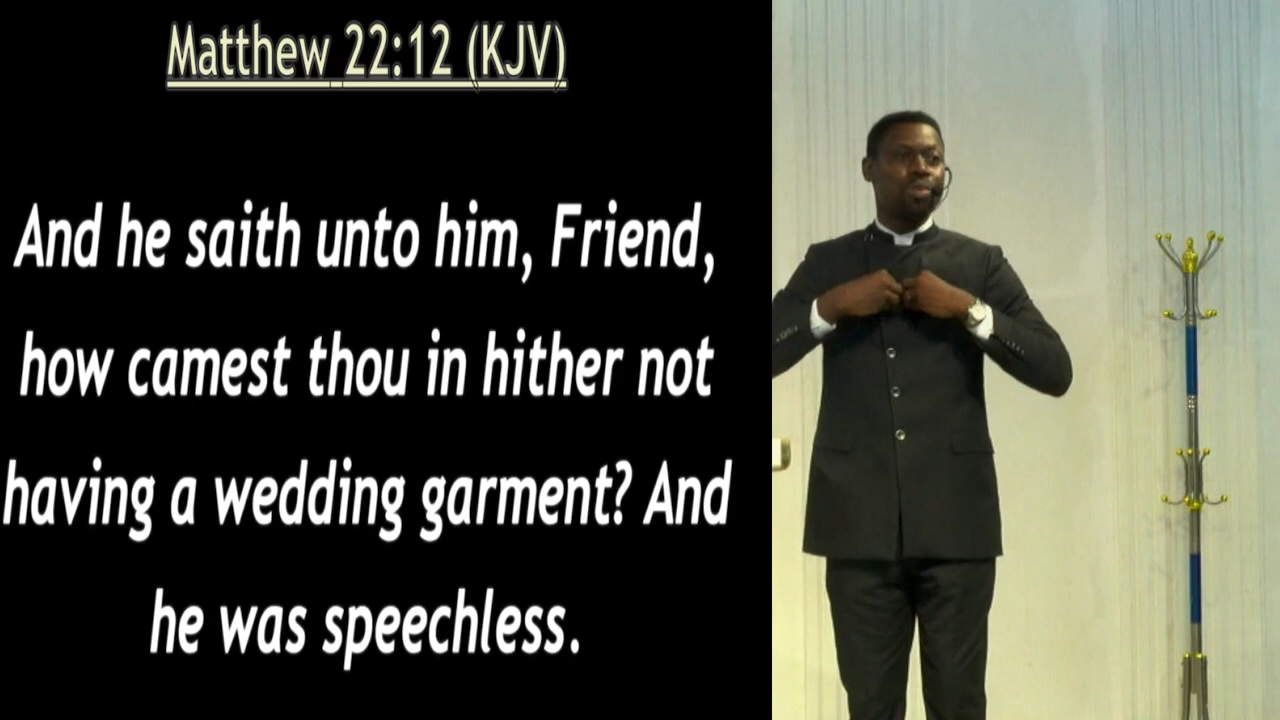 Matthew 22:12 (KJV)
And he saith unto him, Friend,
how camest thou in hither not
having a wedding garment? And
he was speechless.